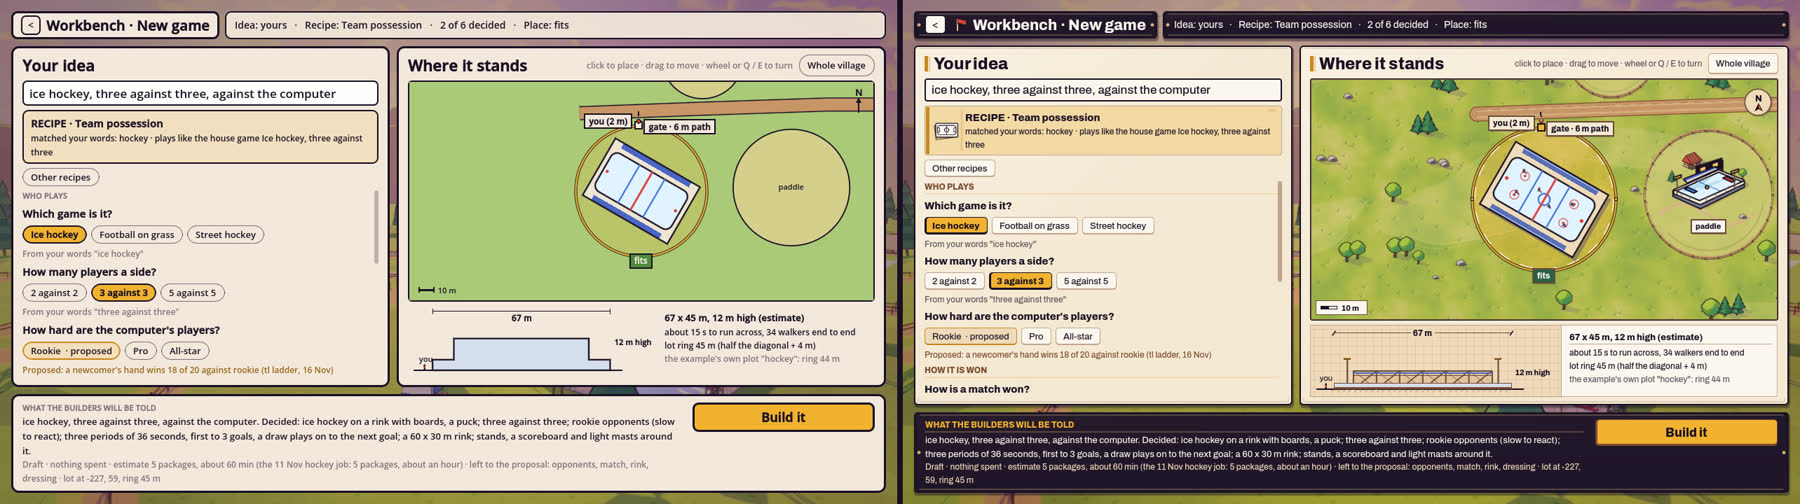 < Workbench · New game
Idea: yours · Recipe: Team possession · 2 of 6 decided · Place: fits
Your idea
ice hockey, three against three, against the computer
RECIPE · Team possession
matched your words: hockey · plays like the house game Ice hockey, three against
three
Other recipes
WHO PLAYS
Which game is it?
Ice hockey Football on grass Street hockey
From your words "ice hockey"
How many players a side?
2 against 2 3 against 3 5 against 5
From your words "three against three"
How hard are the computer's players?
Rookie · proposed Pro All-star
Proposed: a newcomer's hand wins 18 of 20 against rookie (tl ladder, 16 Nov)
Where it stands
click to place · drag to move · wheel or Q / E to turn Whole village
N
you (2 m)
gate · 6 m path
paddle
fits
10 m
67 m
12 m high
you
67 x 45 m, 12 m high (estimate)
about 15 s to run across, 34 walkers end to end
lot ring 45 m (half the diagonal + 4 m)
the example's own plot "hockey": ring 44 m
WHAT THE BUILDERS WILL BE TOLD
ice hockey, three against three, against the computer. Decided: ice hockey on a rink with boards, a puck; three against three; rookie opponents (slow
to react); three periods of 36 seconds, first to 3 goals, a draw plays on to the next goal; a 60 x 30 m rink; stands, a scoreboard and light masts around
it.
Draft · nothing spent · estimate 5 packages, about 60 min (the 11 Nov hockey job: 5 packages, about an hour) · left to the proposal: opponents, match, rink,
dressing · lot at -227, 59, ring 45 m
Build it
< Workbench · New game
Idea: yours · Recipe: Team possession · 2 of 6 decided · Place: fits
Your idea
ice hockey, three against three, against the computer
RECIPE · Team possession
matched your words: hockey · plays like the house game Ice hockey, three against
three
Other recipes
WHO PLAYS
Which game is it?
Ice hockey Football on grass Street hockey
From your words "ice hockey"
How many players a side?
2 against 2 3 against 3 5 against 5
From your words "three against three"
How hard are the computer's players?
Rookie · proposed Pro All-star
Proposed: a newcomer's hand wins 18 of 20 against rookie (tl ladder, 16 Nov)
HOW IT IS WON
How is a match won?
Where it stands
click to place · drag to move · wheel or Q / E to turn Whole village
N
you (2 m)
gate · 6 m path
paddle
fits
10 m
67 m
12 m high
you
67 x 45 m, 12 m high (estimate)
about 15 s to run across, 34 walkers end to end
lot ring 45 m (half the diagonal + 4 m)
the example's own plot "hockey": ring 44 m
WHAT THE BUILDERS WILL BE TOLD
ice hockey, three against three, against the computer. Decided: ice hockey on a rink with boards, a puck; three against three; rookie opponents (slow to react);
three periods of 36 seconds, first to 3 goals, a draw plays on to the next goal; a 60 x 30 m rink; stands, a scoreboard and light masts around it.
Draft · nothing spent · estimate 5 packages, about 60 min (the 11 Nov hockey job: 5 packages, about an hour) · left to the proposal: opponents, match, rink, dressing · lot at -227,
59, ring 45 m
Build it